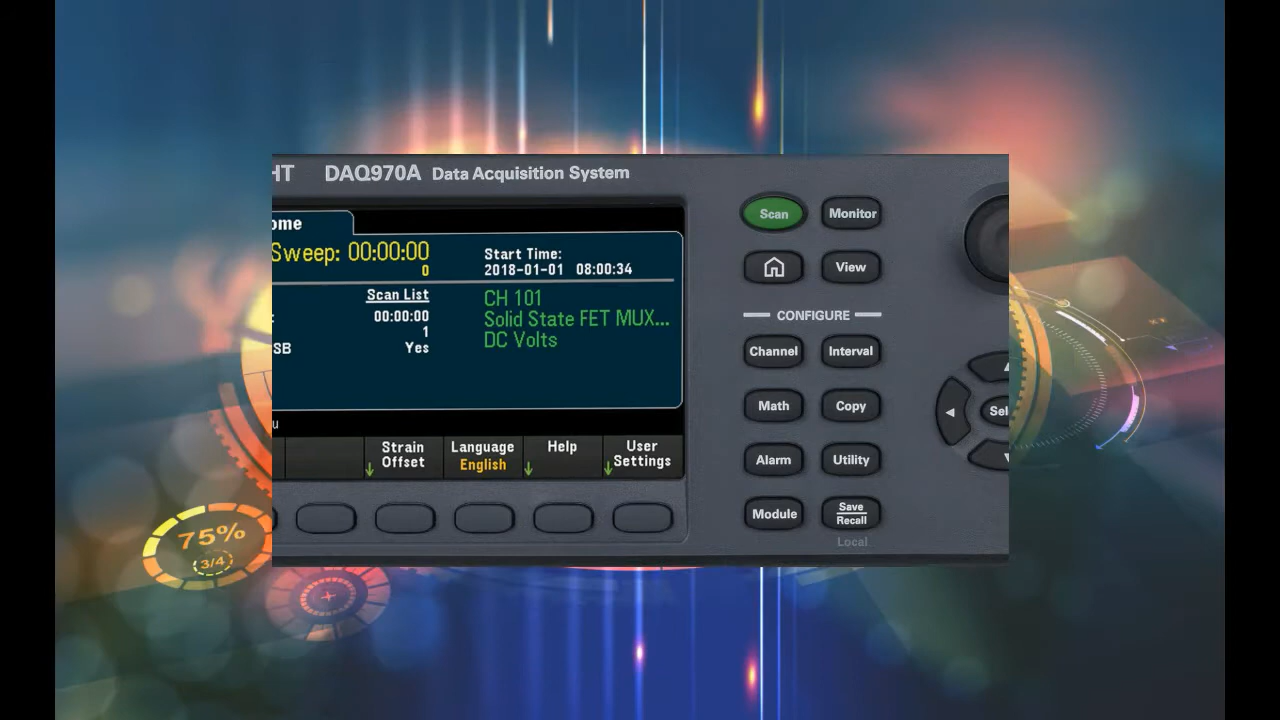 HT DAQ970A Data Acquisition System
ome
Sweep: 00:00:00
0
Start Time:
2018-01-01 08:00:34
Scan List
00:00:00
1
SB Yes
CH 101
Solid State FET MUX...
DC Volts
u
Strain Offset
Language English
Help
User Settings
Scan
Monitor
View
CONFIGURE
Channel
Interval
Math
Copy
Alarm
Utility
Module
Save
Recall
Local
Sel
75%
3/4